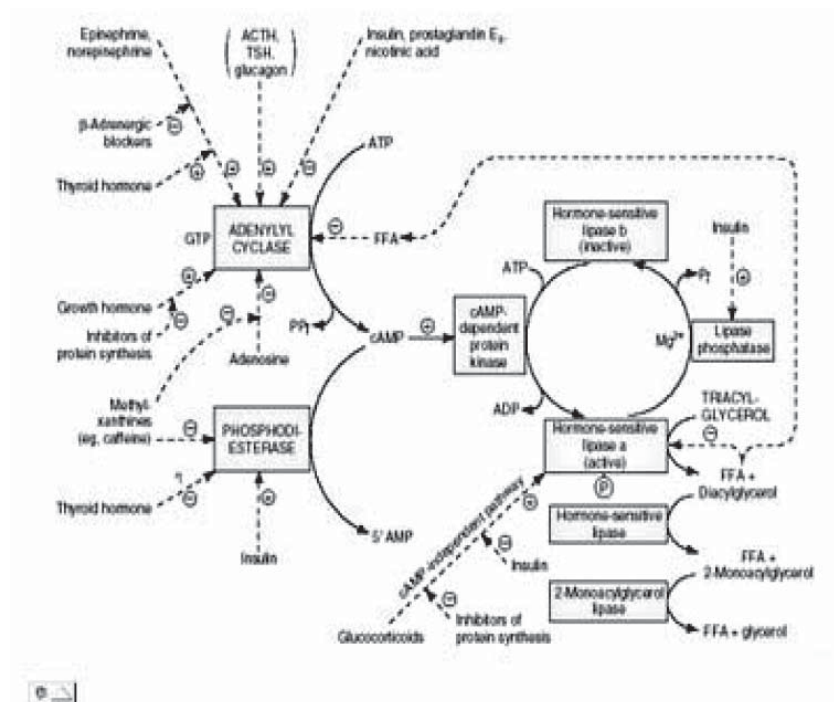 Epinephrine,
norepinephrine
ACTH,
TSH,
glucagon
Insulin, prostaglandin E₁,
nicotinic acid
β-Adrenergic
blockers
Thyroid hormone
ATP
GTP
ADENYLYL
CYCLASE
FFA
Hormone-sensitive
lipase b
(inactive)
Insulin
ATP
Pi
Growth hormone
Inhibitors of
protein synthesis
Adenosine
PPi
cAMP
cAMP-
dependent
protein
kinase
Mg²⁺
Lipase
phosphatase
Methyl-
xanthines
(eg, caffeine)
ADP
TRIACYL-
GLYCEROL
PHOSPHODI-
ESTERASE
Hormone-sensitive
lipase a
(active)
P
FFA +
Diacylglycerol
Thyroid hormone
Insulin
5' AMP
cAMP-independent pathway
Hormone-sensitive
lipase
Insulin
FFA +
2-Monoacylglycerol
2-Monoacylglycerol
lipase
Inhibitors of
protein synthesis
Glucocorticoids
FFA + glycerol